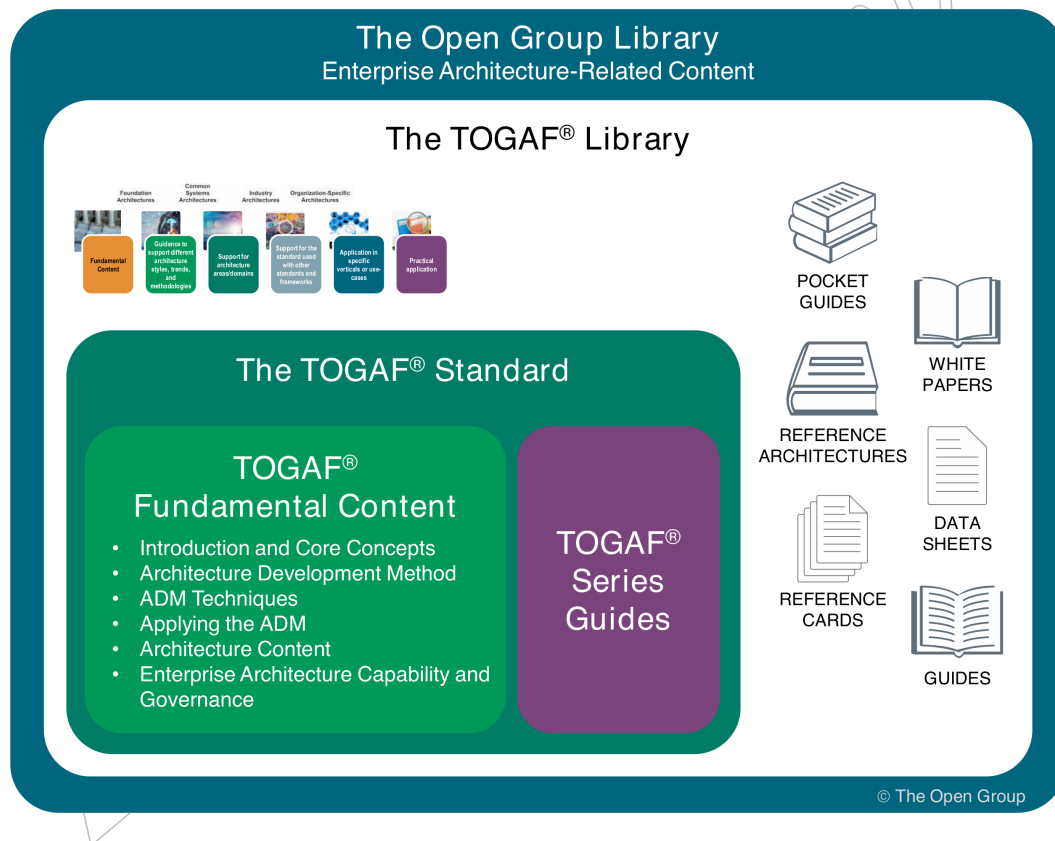 The Open Group Library
Enterprise Architecture-Related Content
The TOGAF® Library
Foundation
Architectures
Common
Systems
Architectures
Industry
Architectures
Organization-Specific
Architectures
Fundamental
Content
Guidance to
support different
architecture
styles, trends,
and
methodologies
Support for
architecture
areas/domains
Support for the
standard used
with other
standards and
frameworks
Application in
specific
verticals or use-
cases
Practical
application
POCKET
GUIDES
WHITE
PAPERS
REFERENCE
ARCHITECTURES
DATA
SHEETS
REFERENCE
CARDS
GUIDES
The TOGAF® Standard
TOGAF®
Fundamental Content
• Introduction and Core Concepts
• Architecture Development Method
• ADM Techniques
• Applying the ADM
• Architecture Content
• Enterprise Architecture Capability and
Governance
TOGAF®
Series
Guides
© The Open Group